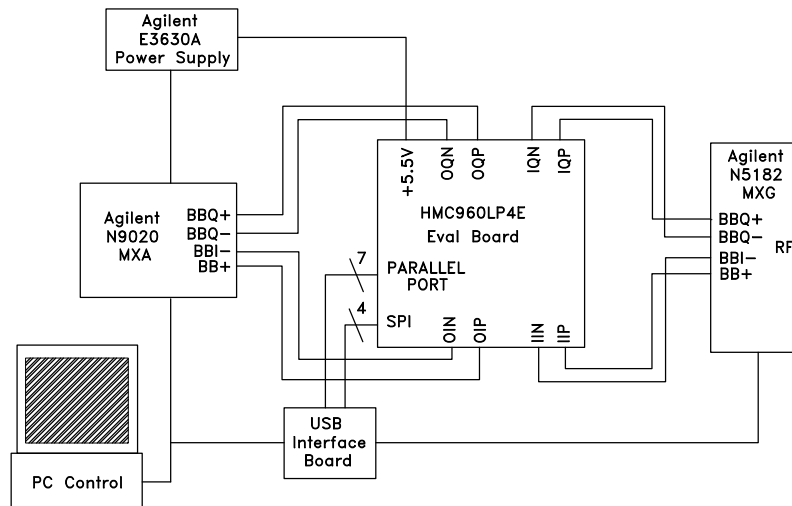 Agilent
E3630A
Power Supply
Agilent
N9020
MXA
BBQ+
BBQ−
BBI−
BB+
+5.5V
OQN
OQP
IQN
IQP
HMC960LP4E
Eval Board
7
PARALLEL
PORT
4
SPI
OIN
OIP
IIN
IIP
Agilent
N5182
MXG
BBQ+
BBQ−
BBI−
BB+
RF
USB
Interface
Board
PC Control